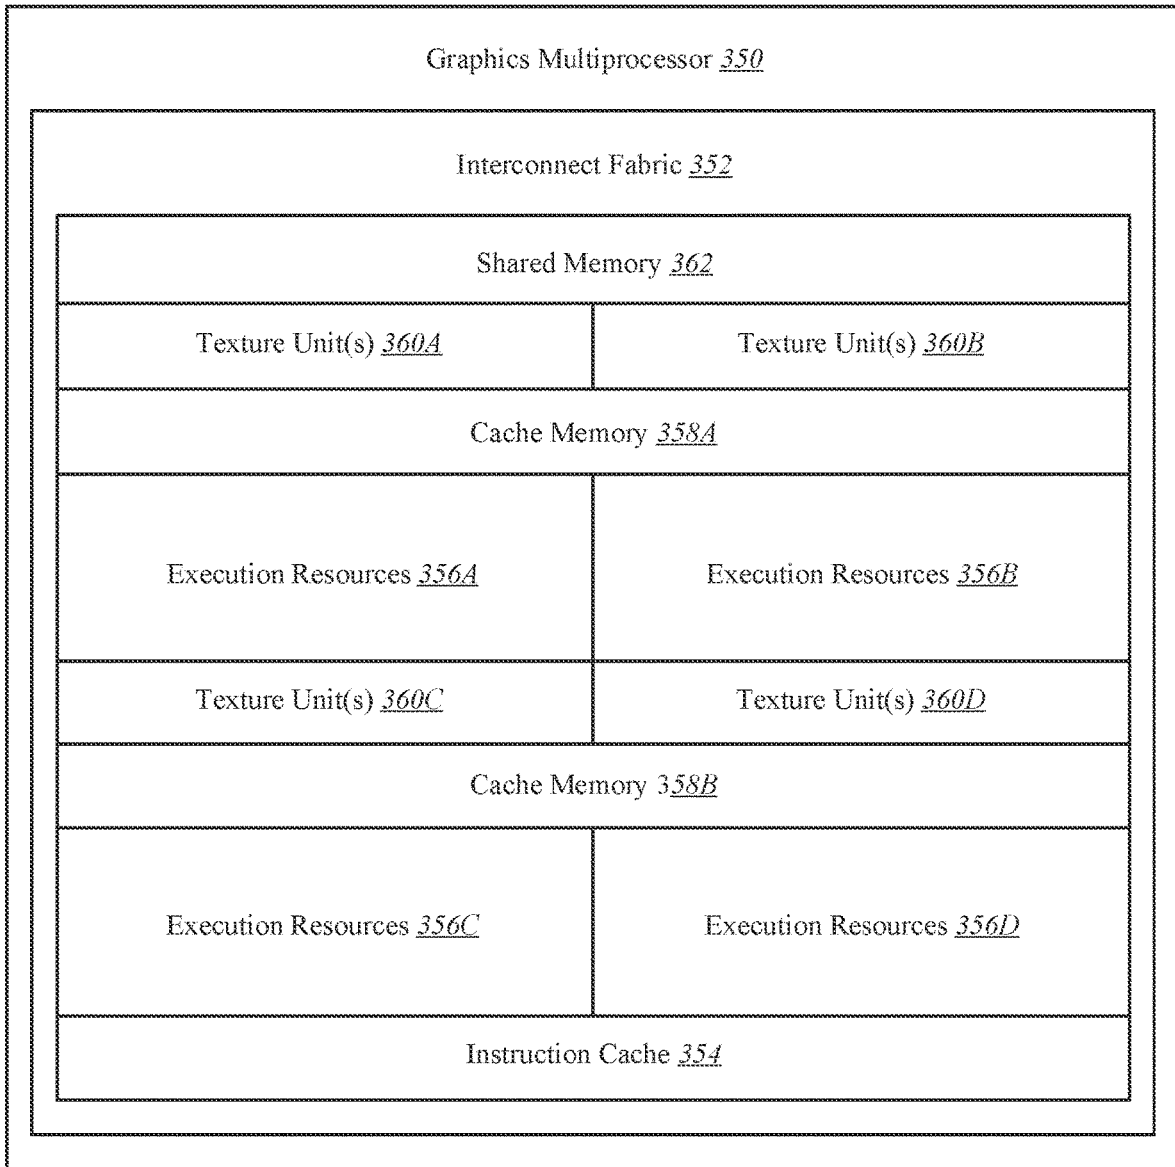 Graphics Multiprocessor 350
Interconnect Fabric 352
Shared Memory 362
Texture Unit(s) 360A
Texture Unit(s) 360B
Cache Memory 358A
Execution Resources 356A
Execution Resources 356B
Texture Unit(s) 360C
Texture Unit(s) 360D
Cache Memory 358B
Execution Resources 356C
Execution Resources 356D
Instruction Cache 354